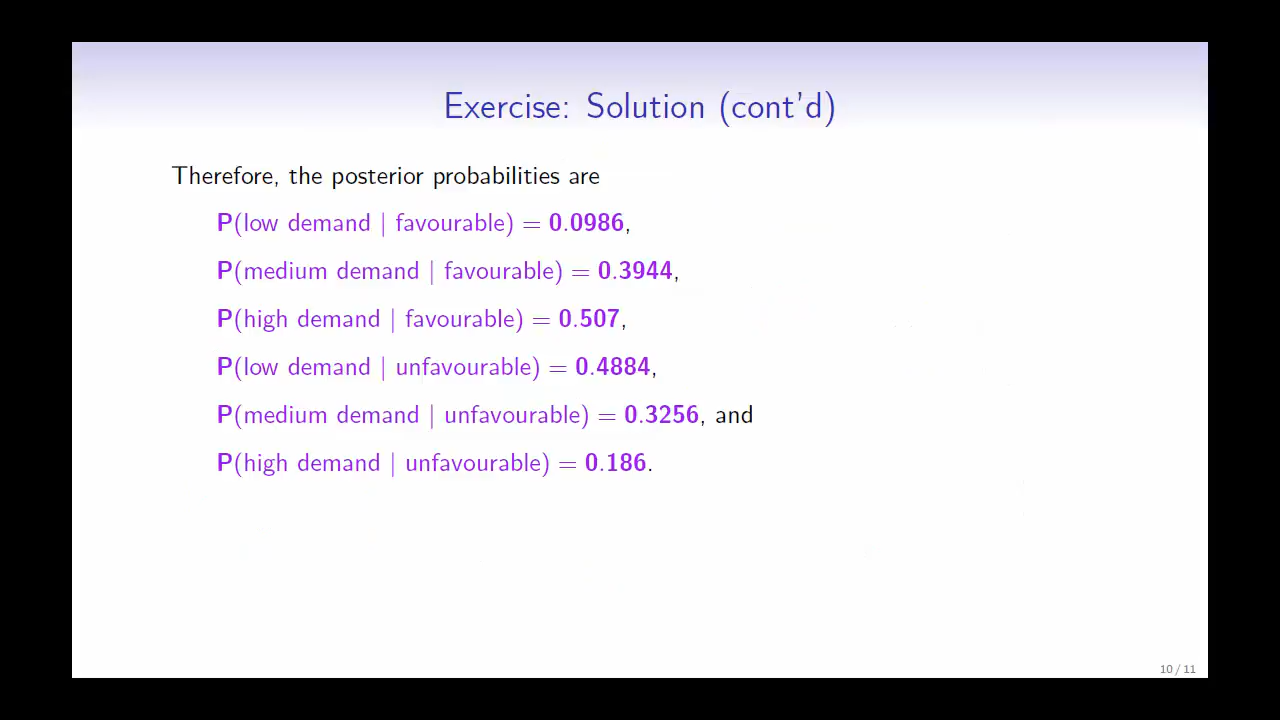 Exercise: Solution (cont'd)
Therefore, the posterior probabilities are
P(low demand | favourable) = 0.0986,
P(medium demand | favourable) = 0.3944,
P(high demand | favourable) = 0.507,
P(low demand | unfavourable) = 0.4884,
P(medium demand | unfavourable) = 0.3256, and
P(high demand | unfavourable) = 0.186.
10 / 11